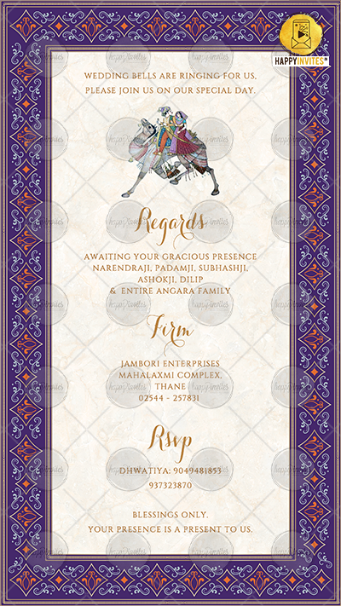 HAPPYINVITES®
WEDDING BELLS ARE RINGING FOR US,
PLEASE JOIN US ON OUR SPECIAL DAY.
Regards
AWAITING YOUR GRACIOUS PRESENCE
NARENDRAJI, PADAMJI, SUBHASHJI,
ASHOKJI, DILIP
& ENTIRE ANGARA FAMILY
Firm
JAMBORI ENTERPRISES
MAHALAXMI COMPLEX,
THANE
02544 - 257831
Rsvp
DHWATIYA: 9049481853
937323870
BLESSINGS ONLY.
YOUR PRESENCE IS A PRESENT TO US.